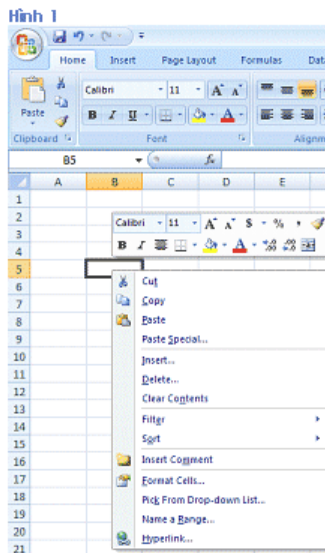 Hình 1
Home Insert Page Layout Formulas Dat
Calibri 11 A A
Paste B I U A
Clipboard Font Alignm
B5 fx
A B C D E
1
2
Calibri 11 A A $ % ,
3
B I A
4
5
6
Cut
7
Copy
8
Paste
9
Paste Special...
10
Insert...
11
Delete...
12
Clear Contents
13
Filter
14
Sort
15
16
Insert Comment
17
Format Cells...
18
Pick From Drop-down List...
19
Name a Range...
20
Hyperlink...
21